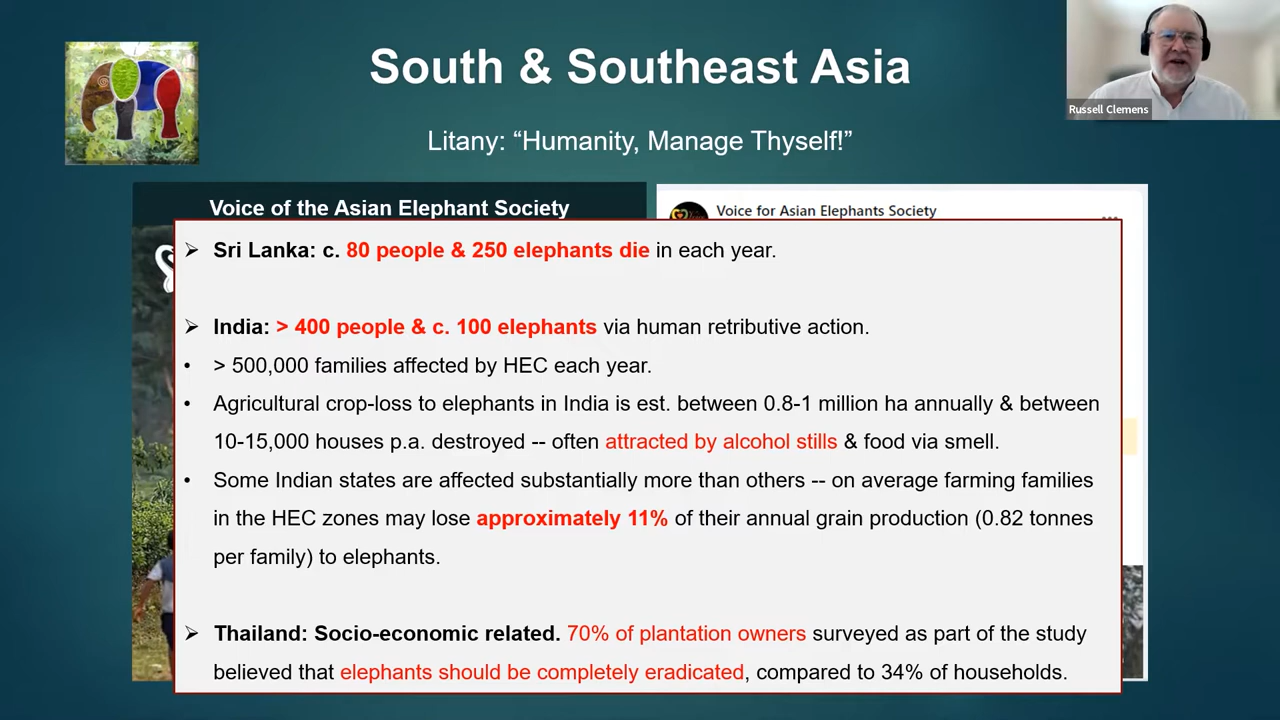 South & Southeast Asia
Russell Clemens
Litany: “Humanity, Manage Thyself!”
Voice of the Asian Elephant Society
Voice for Asian Elephants Society
➢ Sri Lanka: c. 80 people & 250 elephants die in each year.
➢ India: > 400 people & c. 100 elephants via human retributive action.
• > 500,000 families affected by HEC each year.
• Agricultural crop-loss to elephants in India is est. between 0.8-1 million ha annually & between
10-15,000 houses p.a. destroyed -- often attracted by alcohol stills & food via smell.
• Some Indian states are affected substantially more than others -- on average farming families
in the HEC zones may lose approximately 11% of their annual grain production (0.82 tonnes
per family) to elephants.
➢ Thailand: Socio-economic related. 70% of plantation owners surveyed as part of the study
believed that elephants should be completely eradicated, compared to 34% of households.